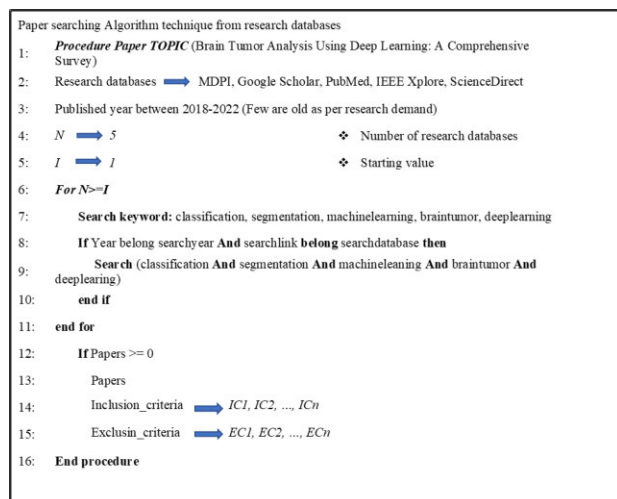 Paper searching Algorithm technique from research databases
1: Procedure Paper TOPIC (Brain Tumor Analysis Using Deep Learning: A Comprehensive
Survey)
2: Research databases MDPI, Google Scholar, PubMed, IEEE Xplore, ScienceDirect
3: Published year between 2018-2022 (Few are old as per research demand)
4: N 5 ❖ Number of research databases
5: I 1 ❖ Starting value
6: For N>=I
7: Search keyword: classification, segmentation, machinelearning, braintumor, deeplearning
8: If Year belong searchyear And searchlink belong searchdatabase then
9: Search (classification And segmentation And machineleaning And braintumor And
deeplearing)
10: end if
11: end for
12: If Papers >= 0
13: Papers
14: Inclusion_criteria IC1, IC2, ..., ICn
15: Exclusin_criteria EC1, EC2, ..., ECn
16: End procedure